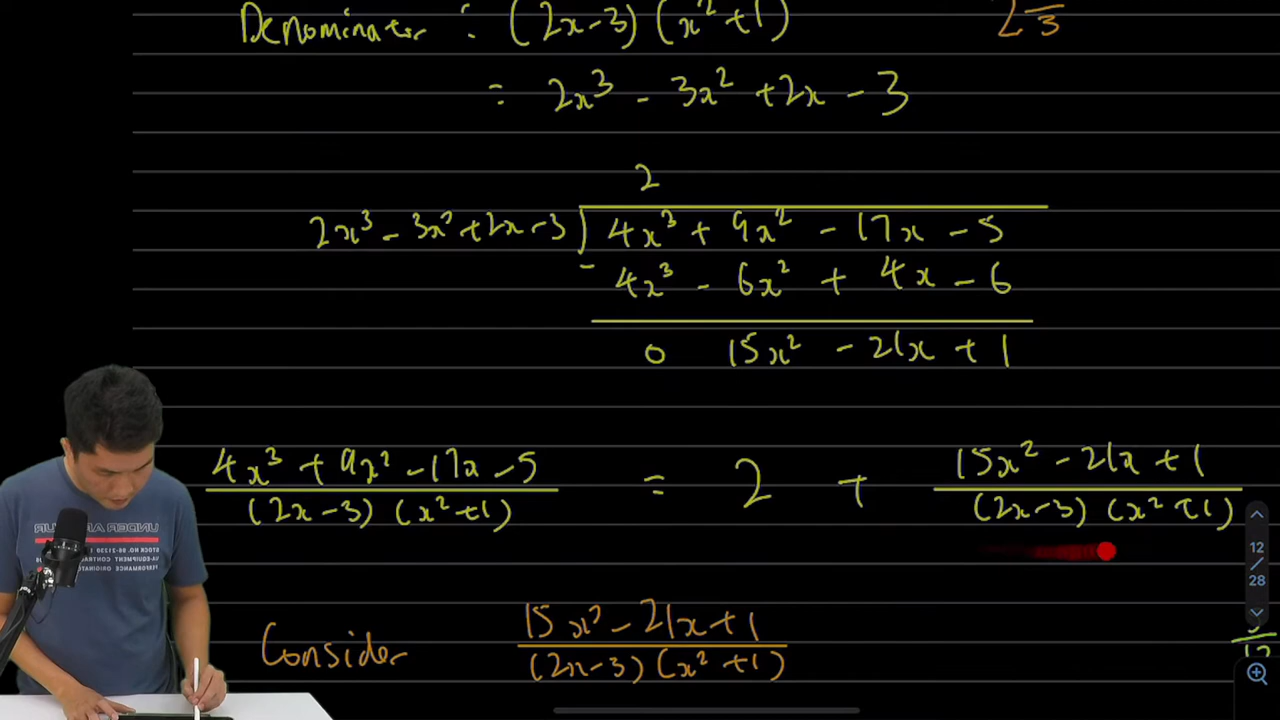 Denominator : (2x-3)(x²+1)
2 3
= 2x³ - 3x² +2x - 3
2
2x³ - 3x² +2x -3 ) 4x³ + 9x² - 17x - 5
- 4x³ - 6x² + 4x - 6
0 15x² - 21x + 1
4x³ + 9x² -17x -5 / (2x-3)(x²+1) = 2 + 15x² - 21x +1 / (2x-3)(x²+1)
12
/
28
Consider 15x² - 21x + 1 / (2x-3)(x²+1)